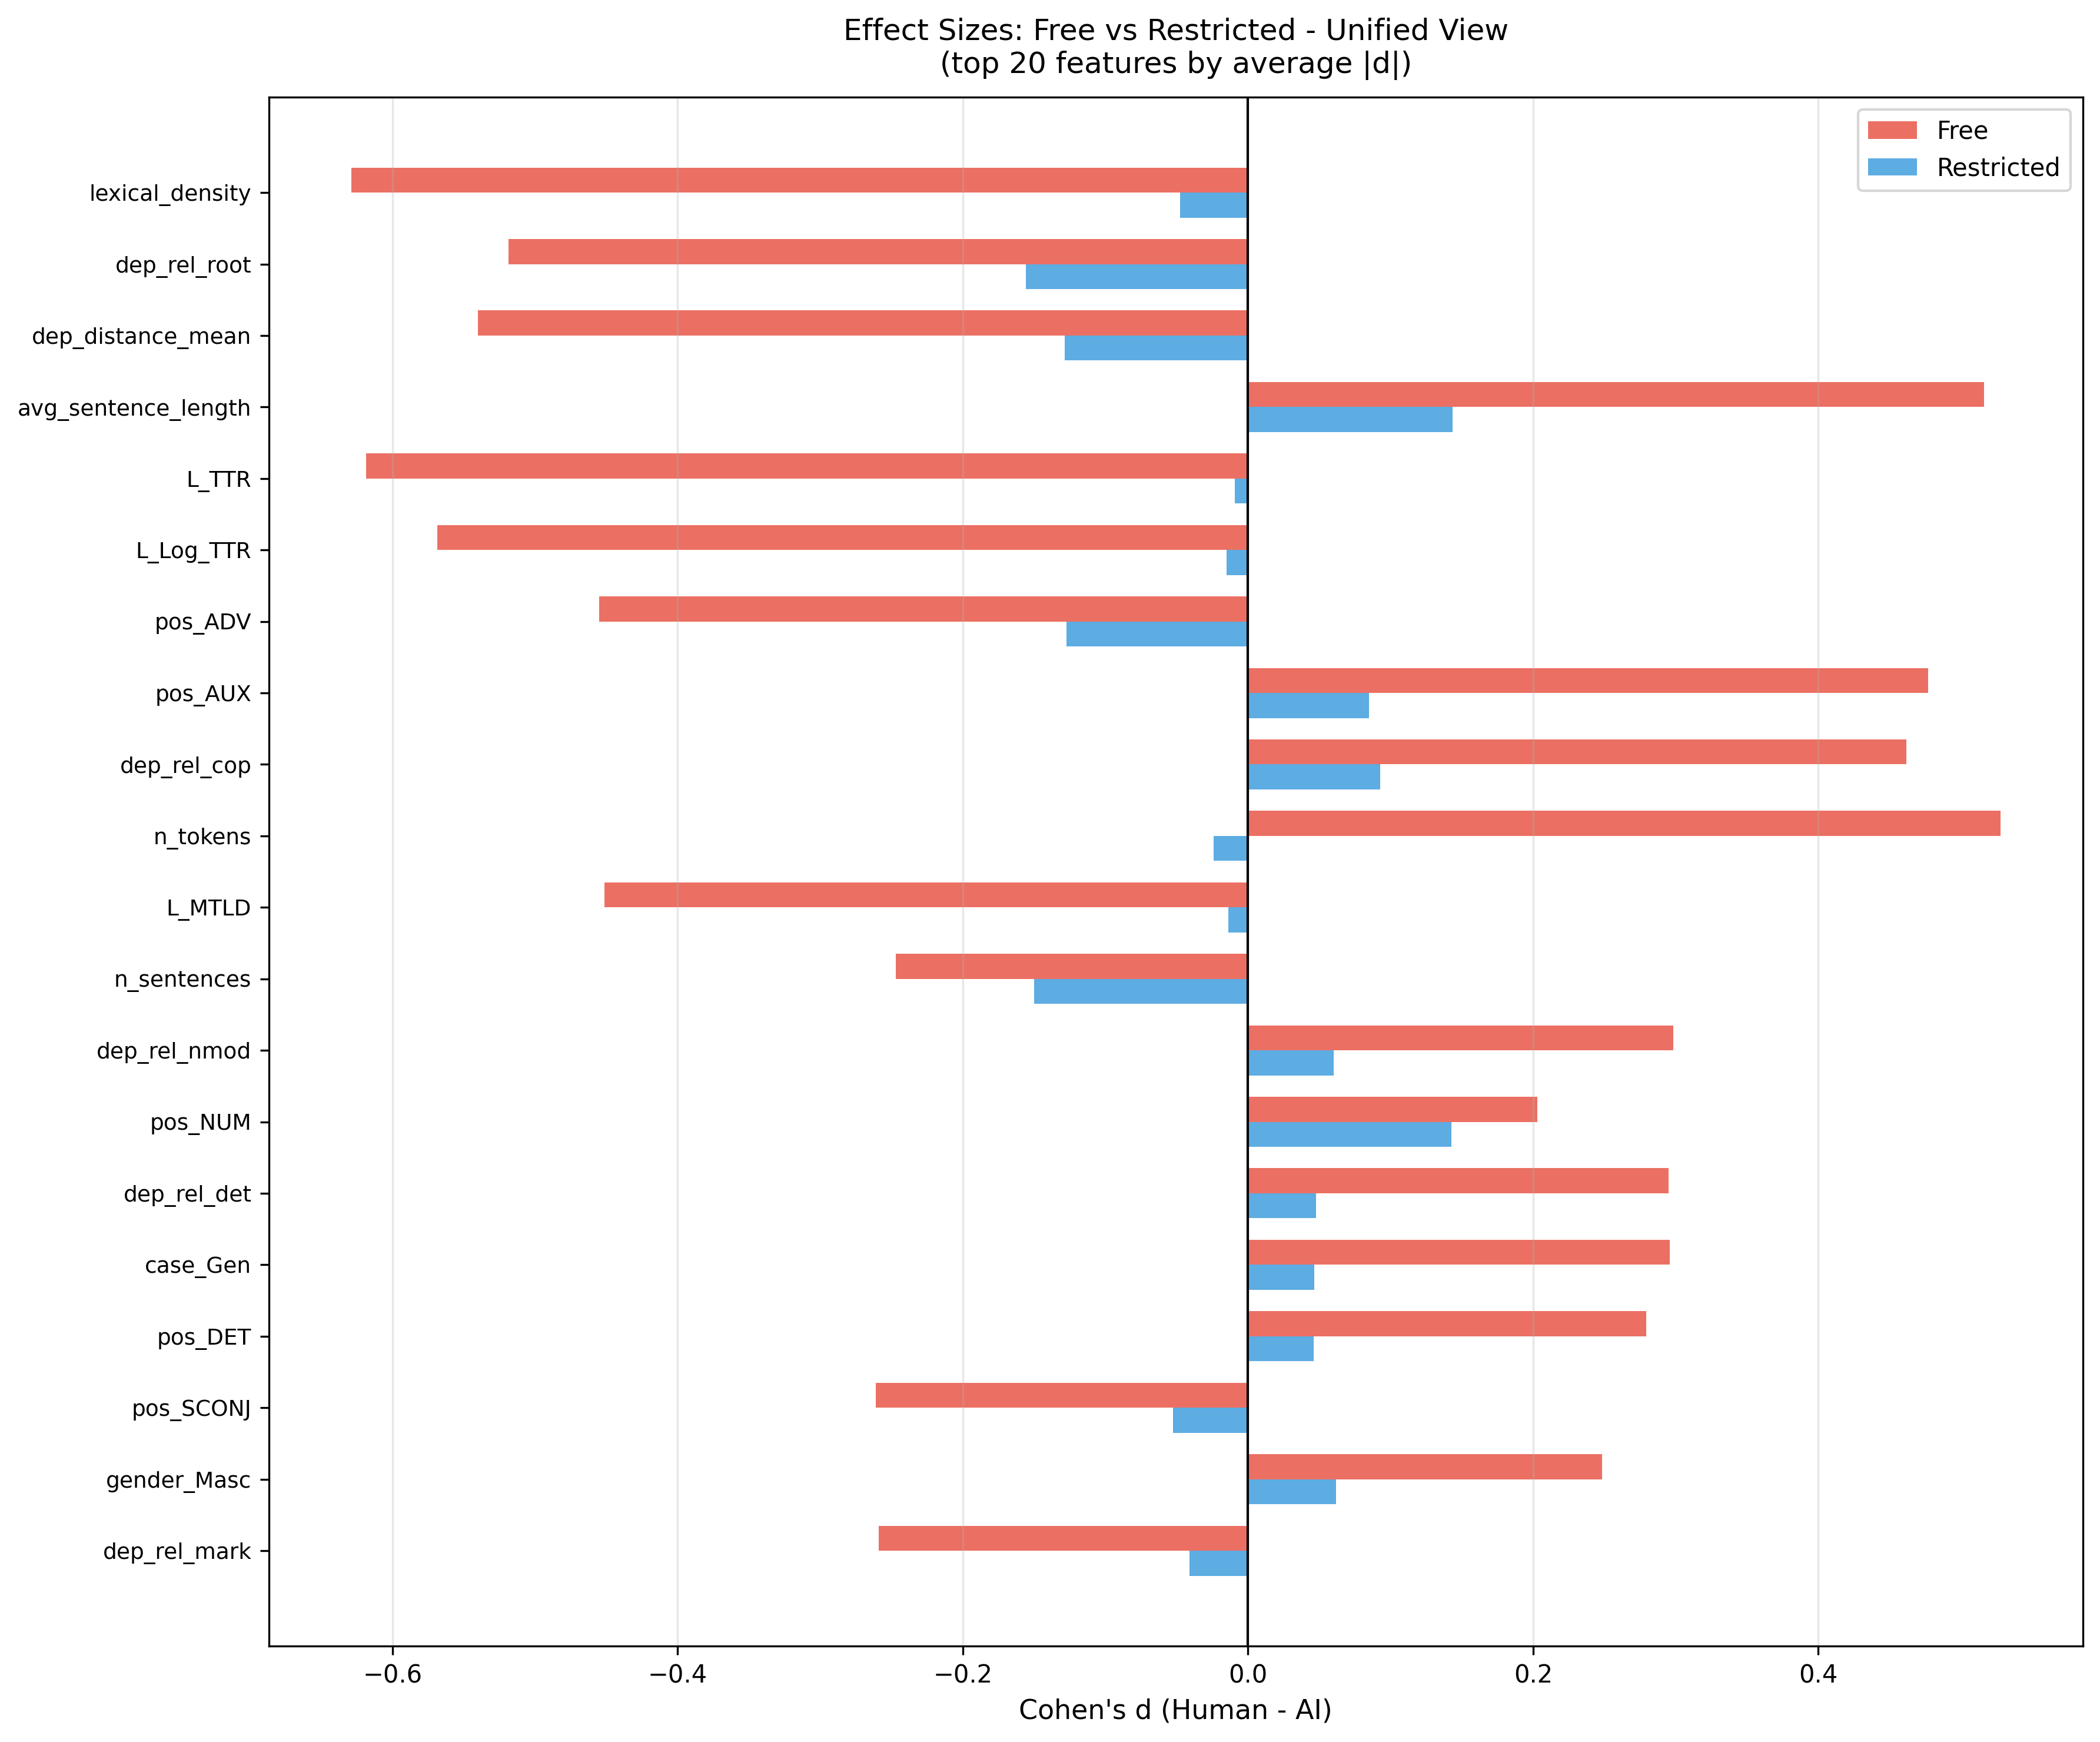 Effect Sizes: Free vs Restricted - Unified View
(top 20 features by average |d|)
Free
Restricted
lexical_density
dep_rel_root
dep_distance_mean
avg_sentence_length
L_TTR
L_Log_TTR
pos_ADV
pos_AUX
dep_rel_cop
n_tokens
L_MTLD
n_sentences
dep_rel_nmod
pos_NUM
dep_rel_det
case_Gen
pos_DET
pos_SCONJ
gender_Masc
dep_rel_mark
−0.6 −0.4 −0.2 0.0 0.2 0.4
Cohen's d (Human - AI)